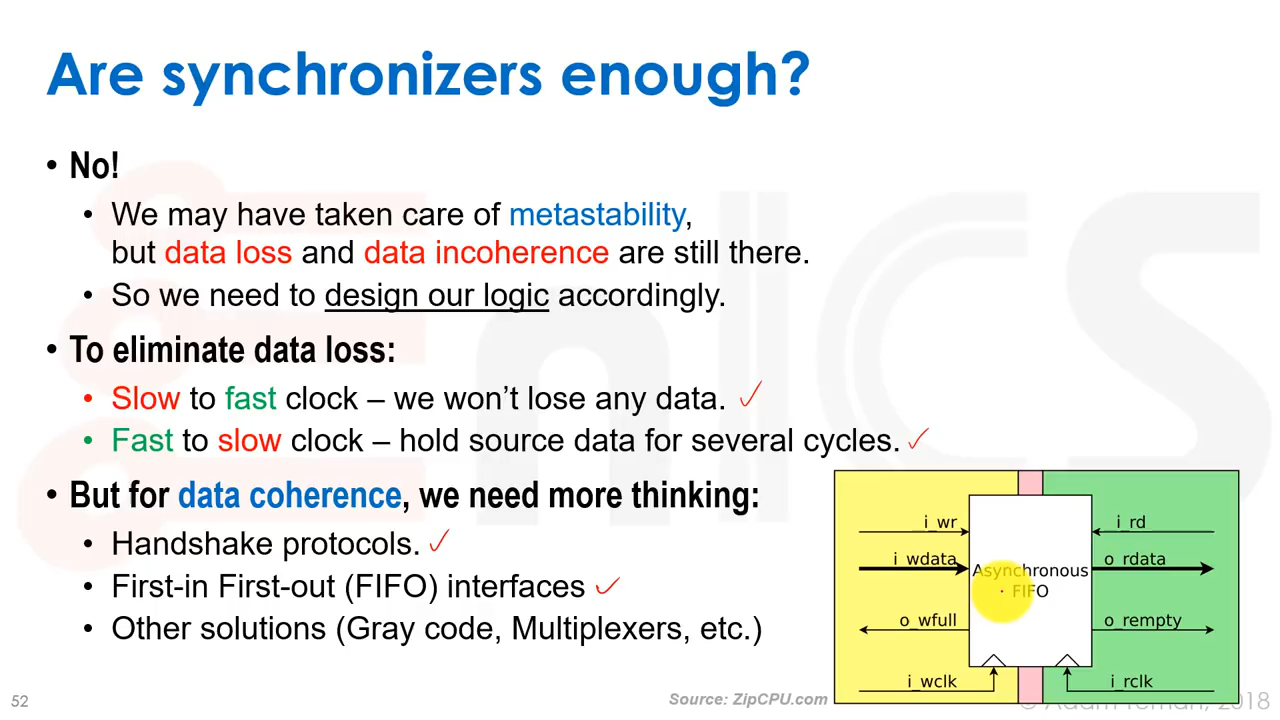 Are synchronizers enough?
• No!
• We may have taken care of metastability,
but data loss and data incoherence are still there.
• So we need to design our logic accordingly.
• To eliminate data loss:
• Slow to fast clock – we won’t lose any data.
• Fast to slow clock – hold source data for several cycles.
• But for data coherence, we need more thinking:
• Handshake protocols.
• First-in First-out (FIFO) interfaces
• Other solutions (Gray code, Multiplexers, etc.)
i_wr
i_rd
i_wdata
o_rdata
Asynchronous
FIFO
o_wfull
o_rempty
i_wclk
i_rclk
52
Source: ZipCPU.com
2018
EnICS